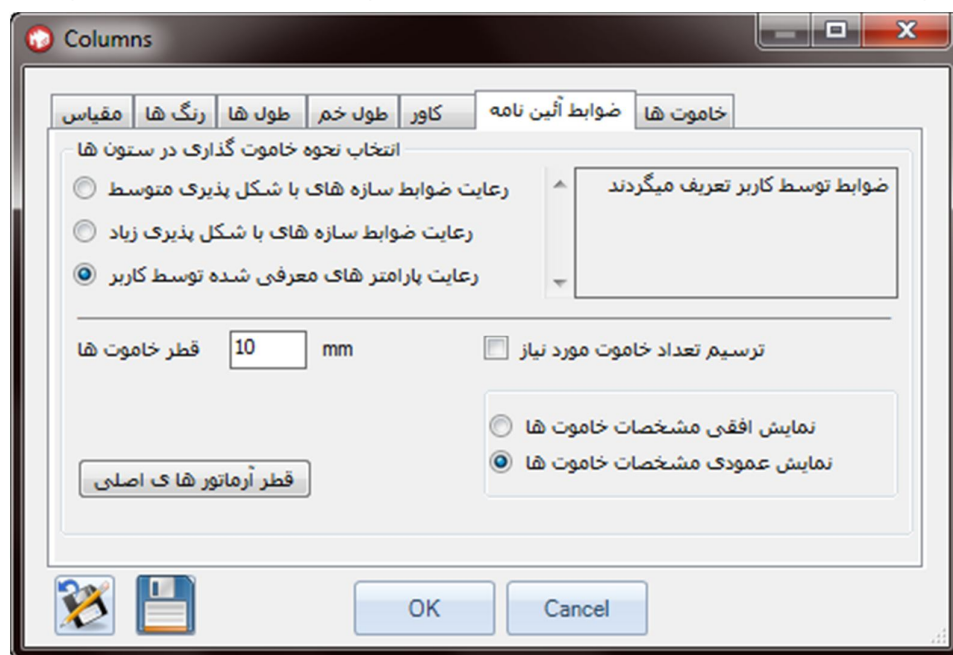 Columns
خاموت ها
ضوابط آئین نامه
کاور
طول خم
طول ها
رنگ ها
مقیاس
انتخاب نحوه خاموت گذاری در ستون ها
رعایت ضوابط سازه های با شکل پذیری متوسط
رعایت ضوابط سازه های با شکل پذیری زیاد
رعایت پارامتر های معرفی شده توسط کاربر
ضوابط توسط کاربر تعریف میگردند
قطر خاموت ها
10
mm
ترسیم تعداد خاموت مورد نیاز
نمایش افقی مشخصات خاموت ها
نمایش عمودی مشخصات خاموت ها
قطر آرماتور ها ی اصلی
OK
Cancel